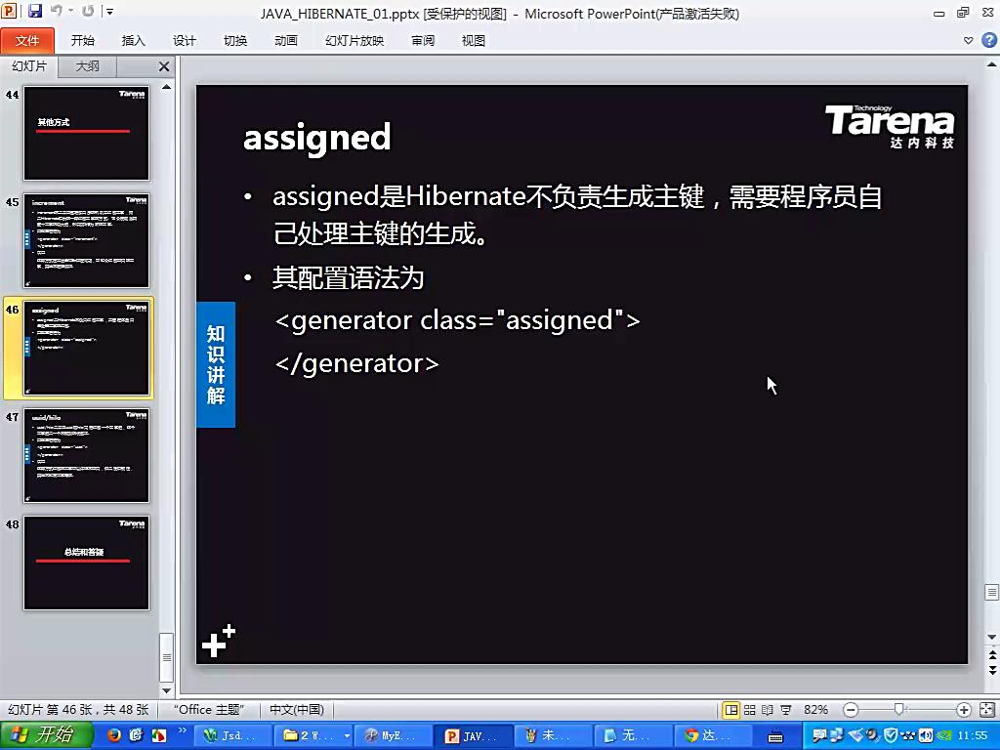 JAVA_HIBERNATE_01.pptx [受保护的视图] - Microsoft PowerPoint(产品激活失败)
文件 开始 插入 设计 切换 动画 幻灯片放映 审阅 视图
幻灯片 大纲
44
Tarena
其他方式
45
Tarena
increment
46
Tarena
assigned
47
Tarena
uuid/hilo
48
Tarena
总结和答疑
Technology
Tarena
达内科技
assigned
• assigned是Hibernate不负责生成主键，需要程序员自
己处理主键的生成。
• 其配置语法为
<generator class="assigned">
</generator>
知识讲解
幻灯片 第 46 张，共 48 张 "Office 主题" 中文(中国) 82%
开始 Jsd... 2 W... MyE... JAV... 未... 无... 达... 11:55